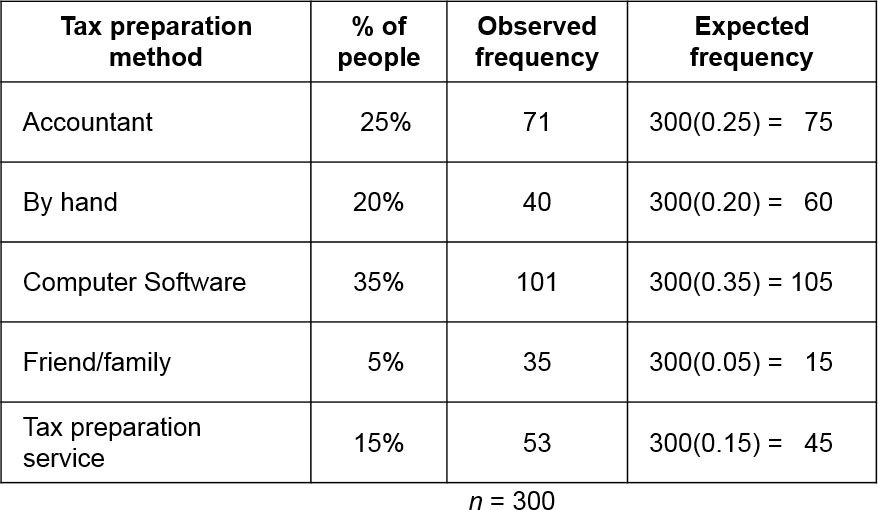 Tax preparation method % of people Observed frequency Expected frequency
Accountant 25% 71 300(0.25) = 75
By hand 20% 40 300(0.20) = 60
Computer Software 35% 101 300(0.35) = 105
Friend/family 5% 35 300(0.05) = 15
Tax preparation service 15% 53 300(0.15) = 45
n = 300